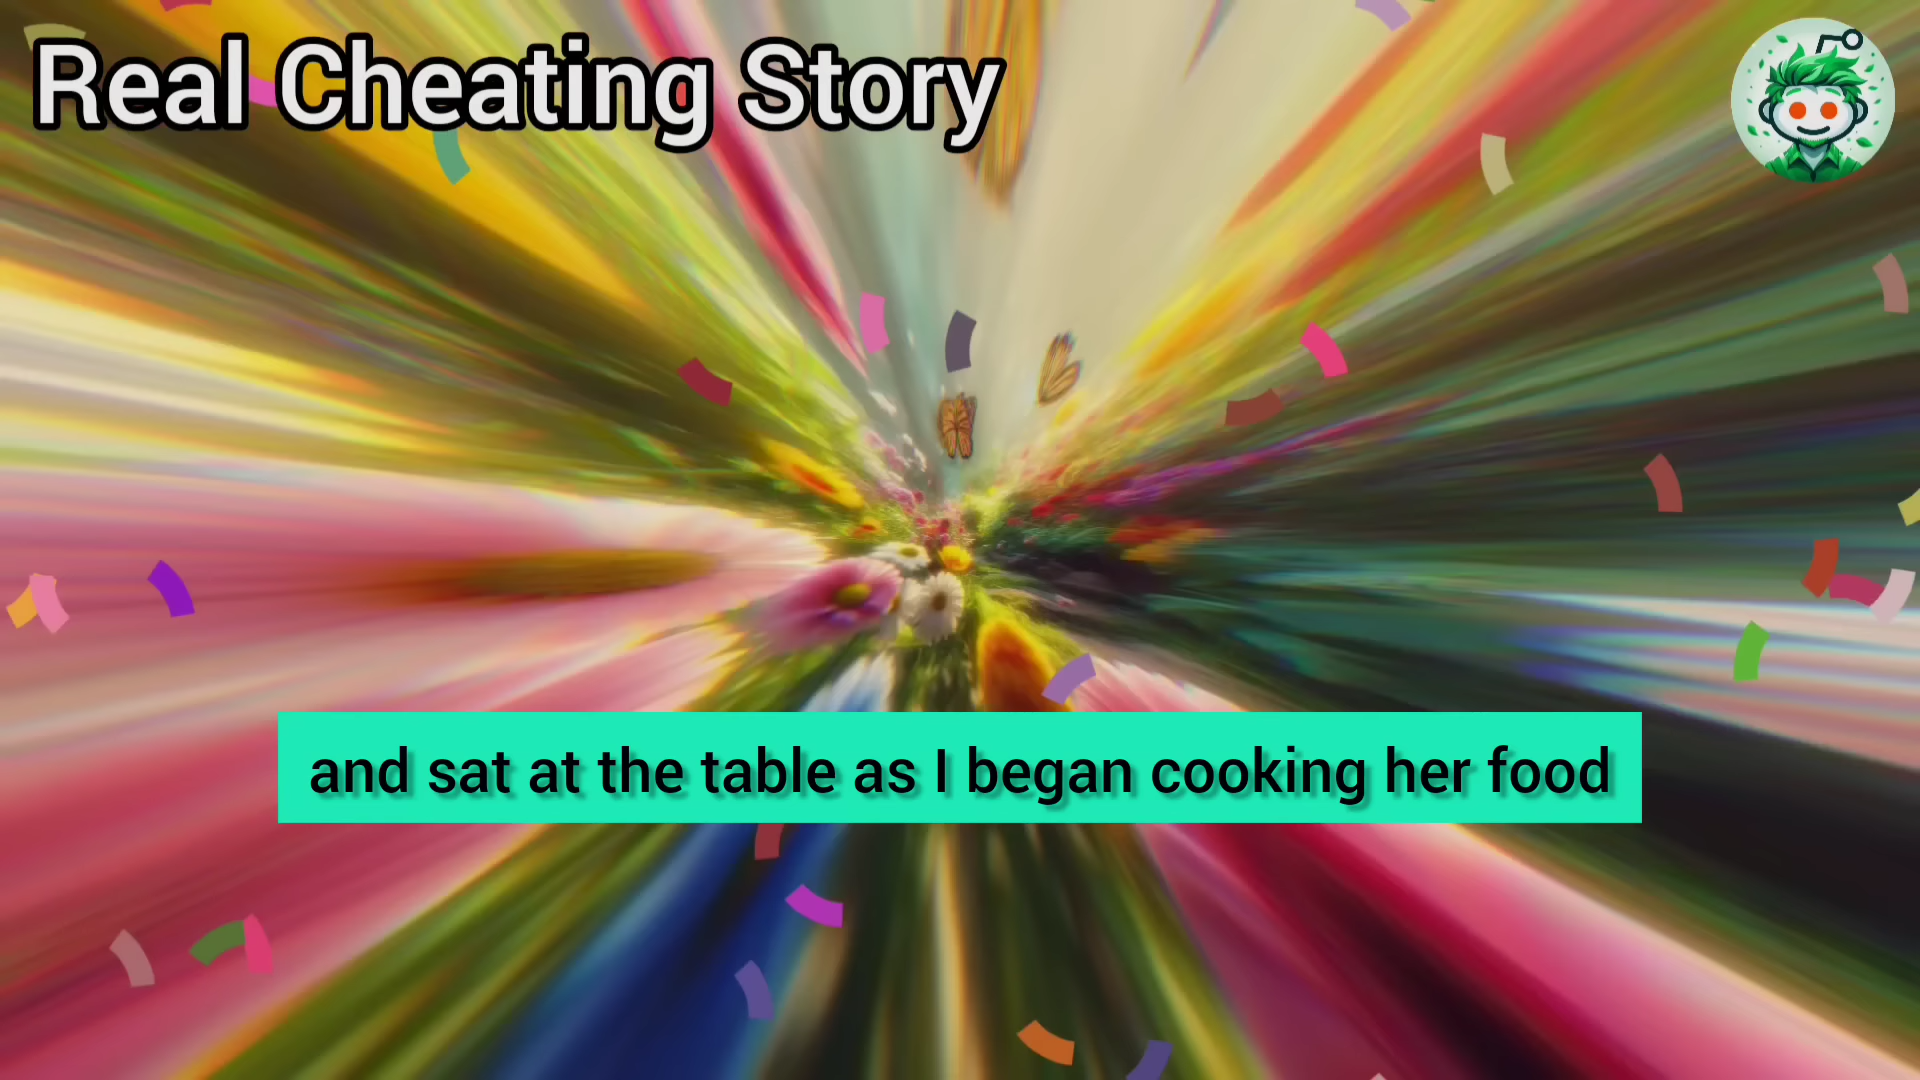 Real Cheating Story
and sat at the table as I began cooking her food